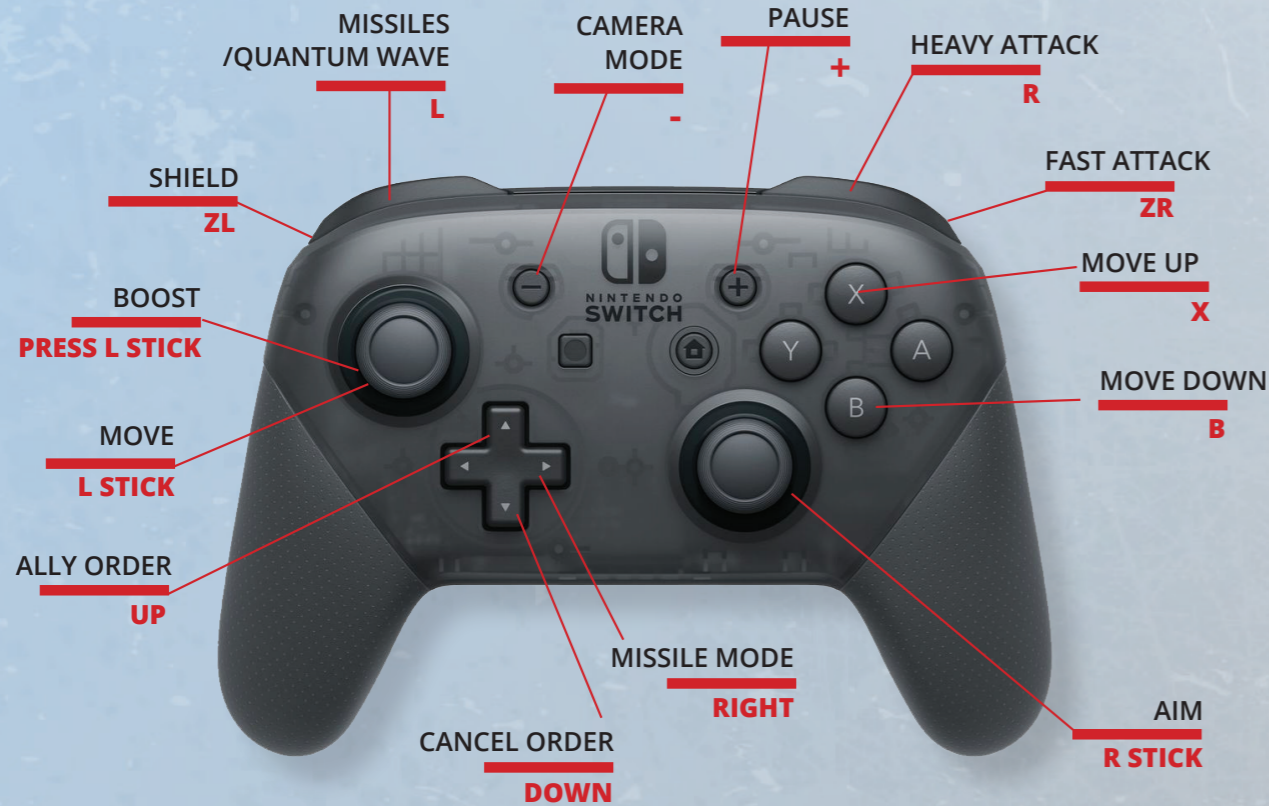 MISSILES
/QUANTUM WAVE
L
CAMERA
MODE
-
PAUSE
+
HEAVY ATTACK
R
SHIELD
ZL
FAST ATTACK
ZR
BOOST
PRESS L STICK
MOVE UP
X
MOVE
L STICK
MOVE DOWN
B
ALLY ORDER
UP
MISSILE MODE
RIGHT
CANCEL ORDER
DOWN
AIM
R STICK
NINTENDO
SWITCH
X
Y
A
B